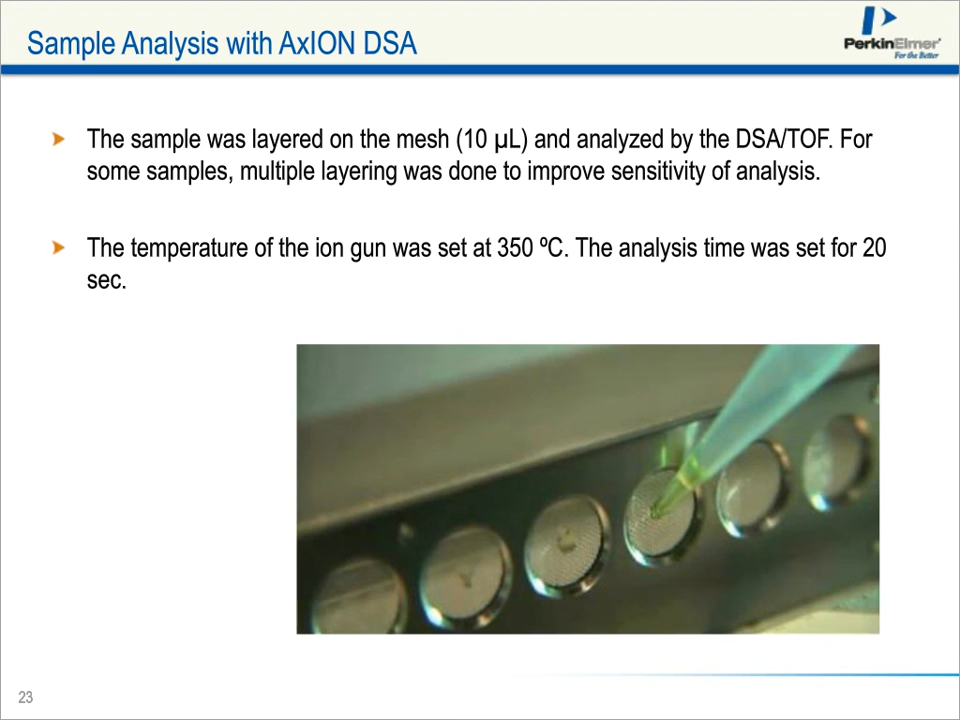 Sample Analysis with AxION DSA
PerkinElmer
For the Better
The sample was layered on the mesh (10 µL) and analyzed by the DSA/TOF. For
some samples, multiple layering was done to improve sensitivity of analysis.
The temperature of the ion gun was set at 350 ºC. The analysis time was set for 20
sec.
23